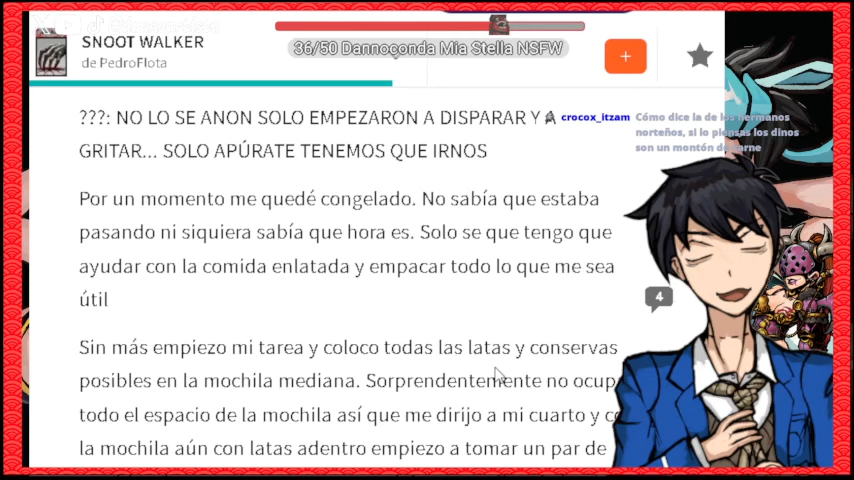 36/50 Dannoconda Mia Stella NSFW
SNOOT WALKER
de PedroFlota
???: NO LO SE ANON SOLO EMPEZARON A DISPARAR Y
GRITAR... SOLO APÚRATE TENEMOS QUE IRNOS
crocox_itzam Cómo dice la de los hermanos
norteños, si lo piensas los dinos
son un montón de carne
Por un momento me quedé congelado. No sabía que estaba
pasando ni siquiera sabía que hora es. Solo se que tengo que
ayudar con la comida enlatada y empacar todo lo que me sea
útil
4
Sin más empiezo mi tarea y coloco todas las latas y conservas
posibles en la mochila mediana. Sorprendentemente no ocup
todo el espacio de la mochila así que me dirijo a mi cuarto y co
la mochila aún con latas adentro empiezo a tomar un par de